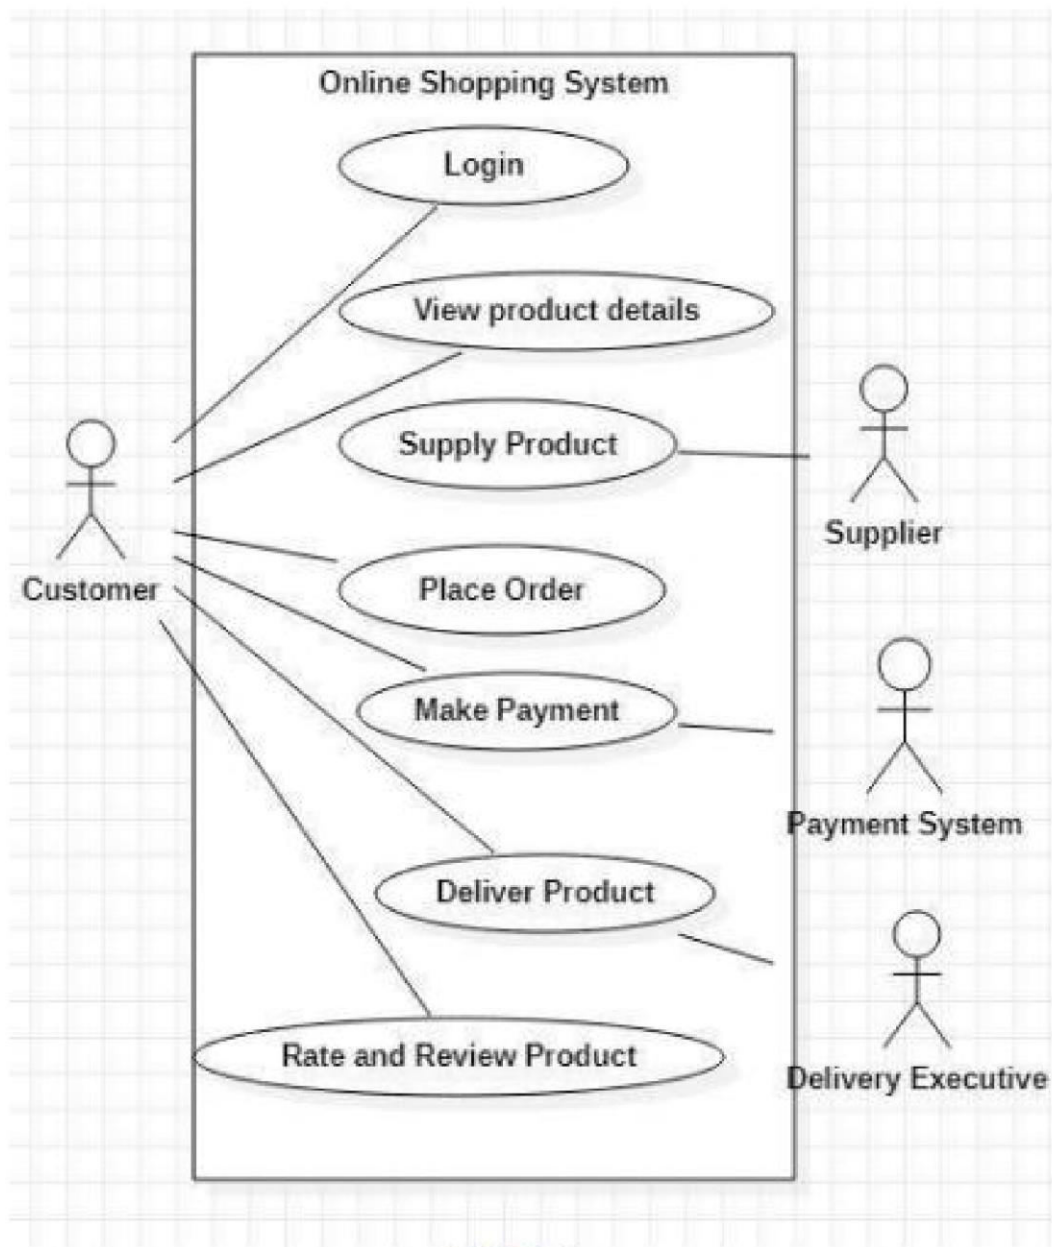 Online Shopping System
Login
View product details
Supply Product
Supplier
Customer
Place Order
Make Payment
Payment System
Deliver Product
Rate and Review Product
Delivery Executive